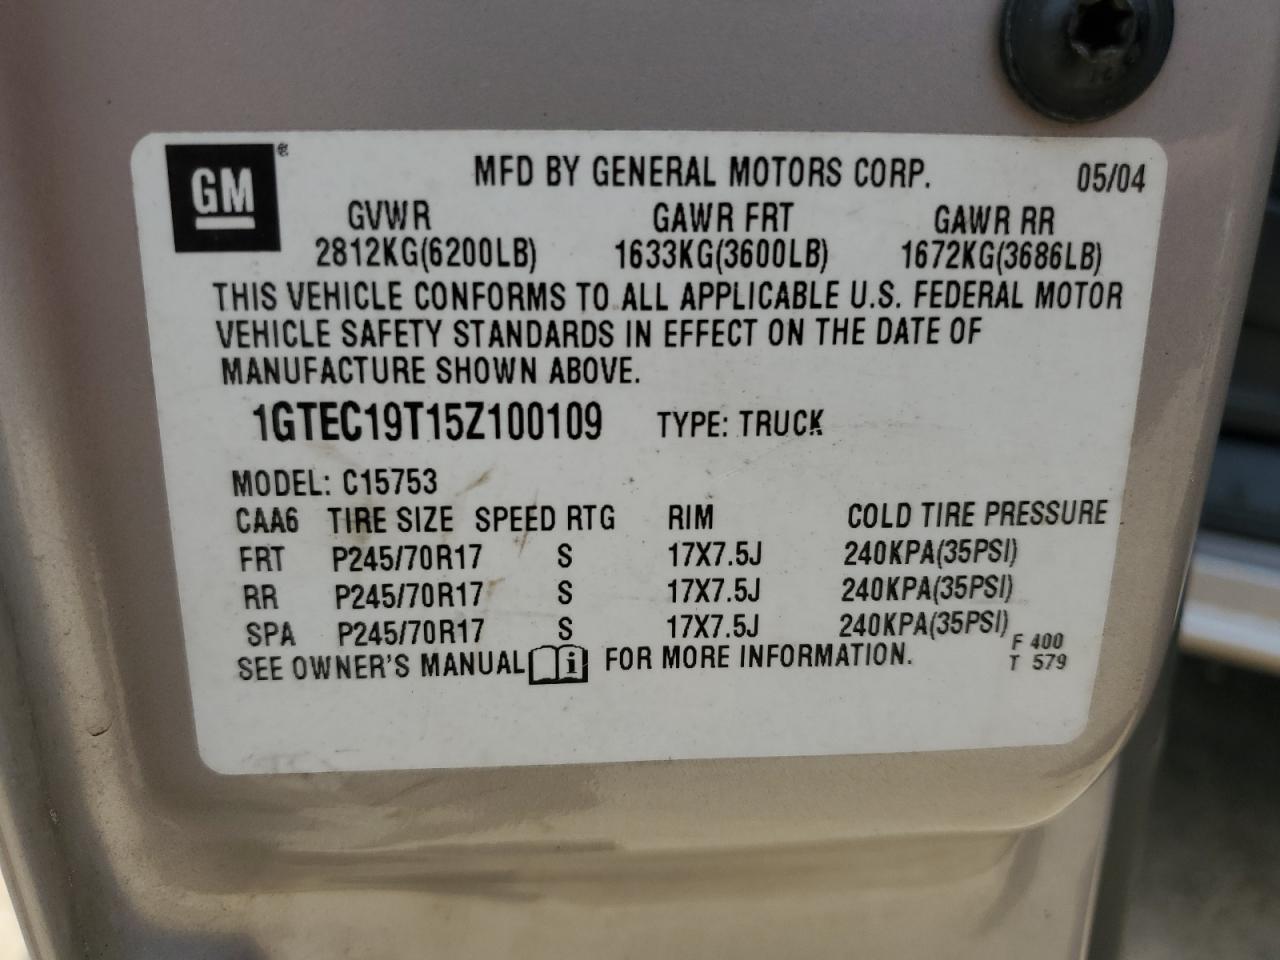 GM®
MFD BY GENERAL MOTORS CORP. 05/04
GVWR GAWR FRT GAWR RR
2812KG(6200LB) 1633KG(3600LB) 1672KG(3686LB)
THIS VEHICLE CONFORMS TO ALL APPLICABLE U.S. FEDERAL MOTOR
VEHICLE SAFETY STANDARDS IN EFFECT ON THE DATE OF
MANUFACTURE SHOWN ABOVE.
1GTEC19T15Z100109 TYPE: TRUCK
MODEL: C15753
CAA6 TIRE SIZE SPEED RTG RIM COLD TIRE PRESSURE
FRT P245/70R17 S 17X7.5J 240KPA(35PSI)
RR P245/70R17 S 17X7.5J 240KPA(35PSI)
SPA P245/70R17 S 17X7.5J 240KPA(35PSI)
SEE OWNER'S MANUAL i FOR MORE INFORMATION.
F 400
T 579